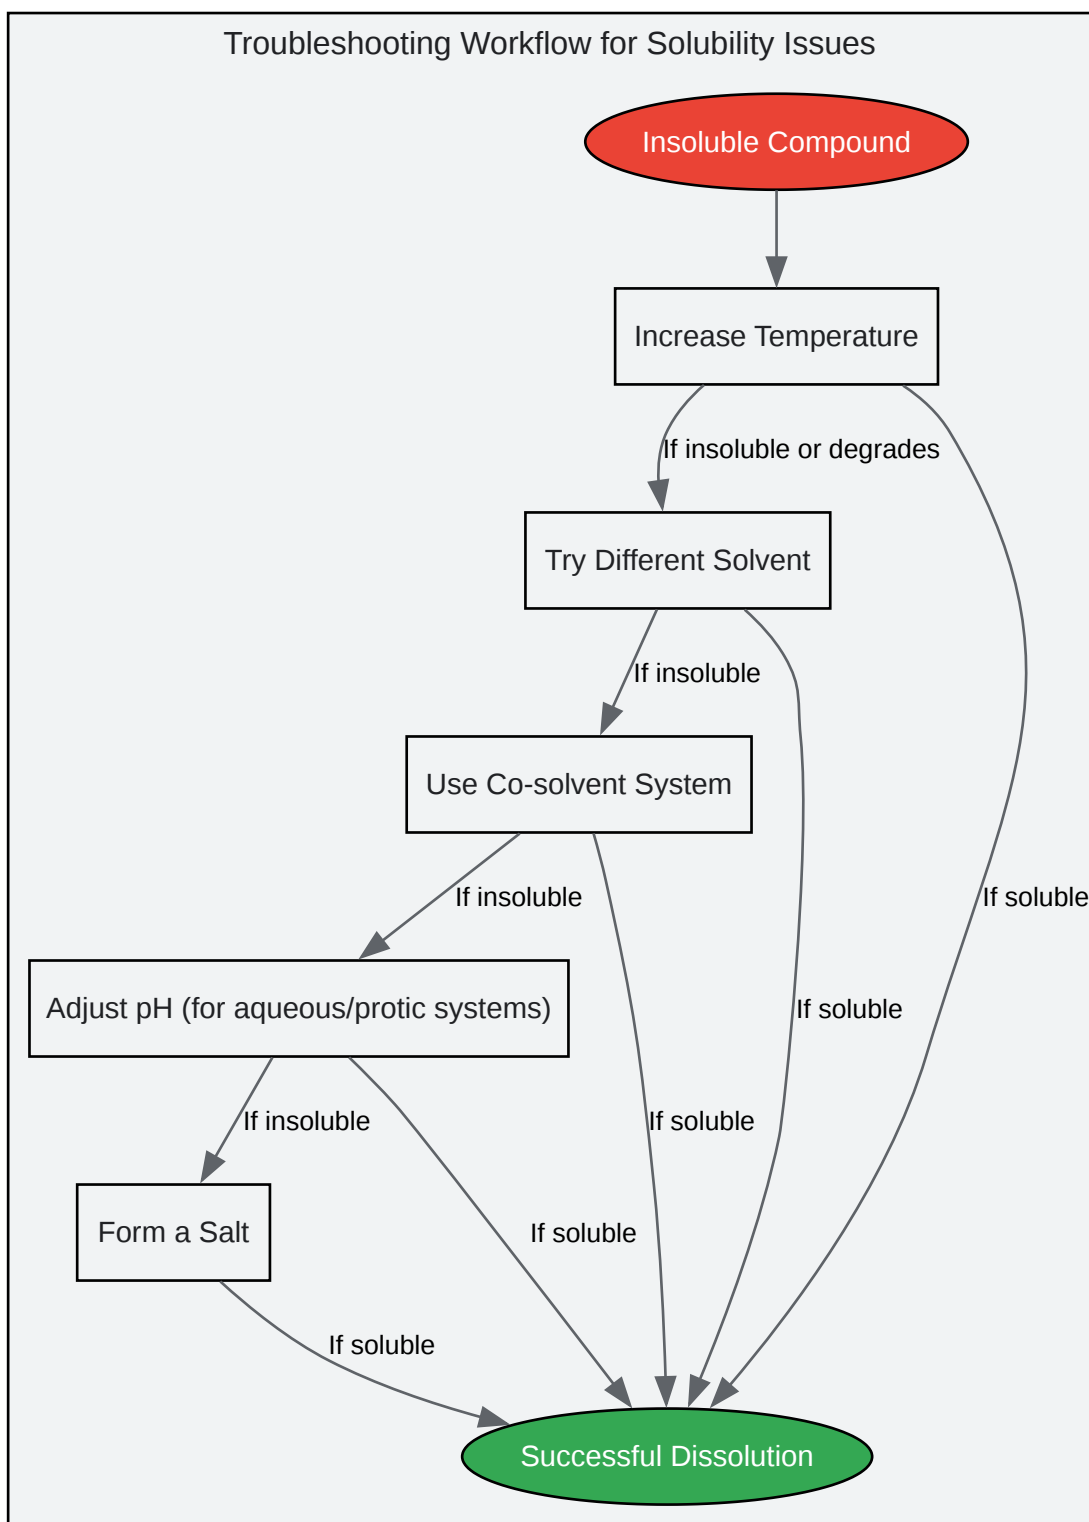 Troubleshooting Workflow for Solubility Issues
Insoluble Compound
Increase Temperature
If insoluble or degrades
Try Different Solvent
If insoluble
Use Co-solvent System
If insoluble
If soluble
Adjust pH (for aqueous/protic systems)
If soluble
If insoluble
If soluble
Form a Salt
If soluble
If soluble
Successful Dissolution